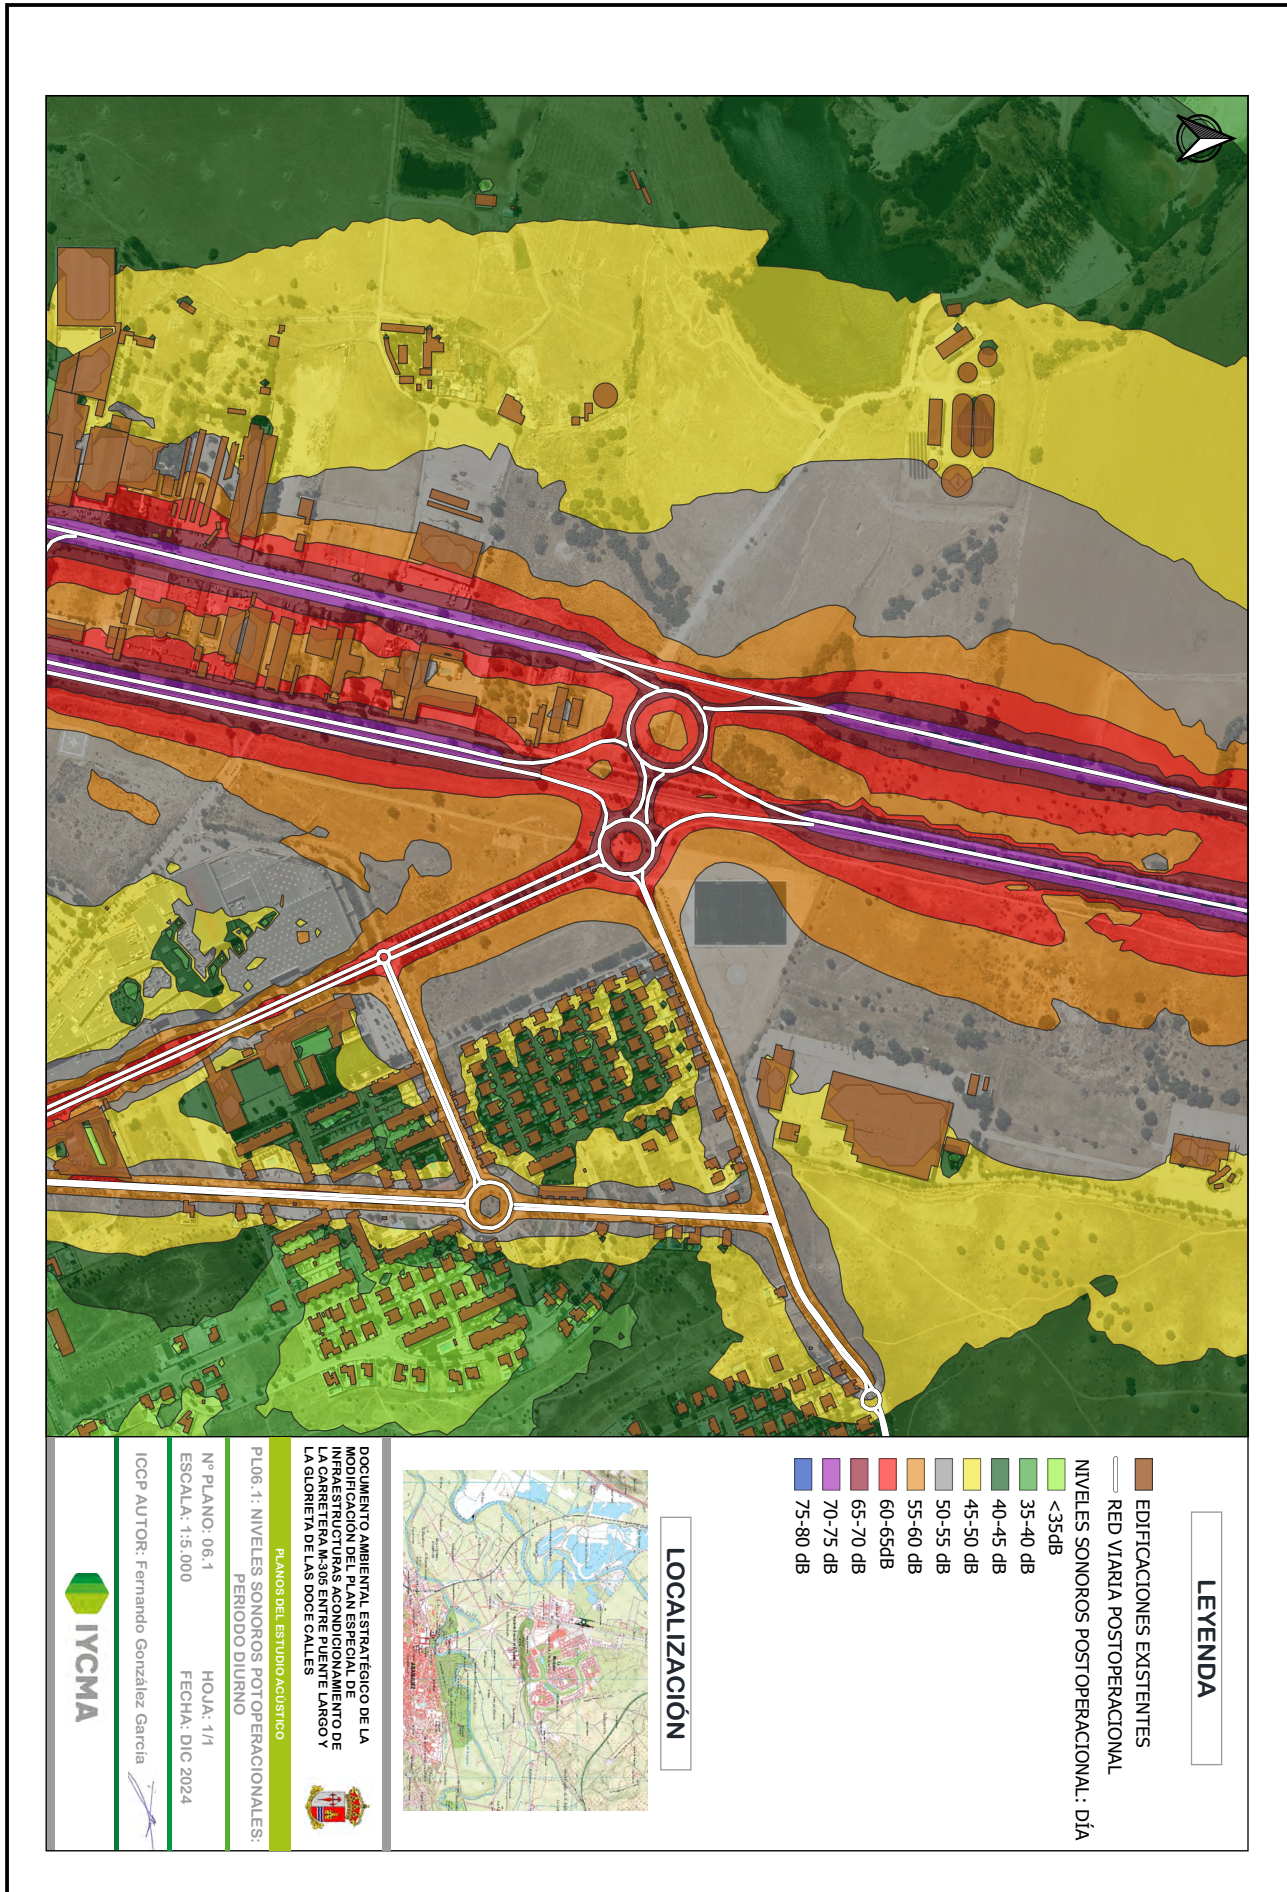 LEYENDA
EDIFICACIONES EXISTENTES
RED VIARIA POSTOPERACIONAL
NIVELES SONOROS POSTOPERACIONAL: DÍA
<35dB
35-40 dB
40-45 dB
45-50 dB
50-55 dB
55-60 dB
60-65dB
65-70 dB
70-75 dB
75-80 dB
LOCALIZACIÓN
DOCUMENTO AMBIENTAL ESTRATÉGICO DE LA
MODIFICACIÓN DEL PLAN ESPECIAL DE
INFRAESTRUCTURAS ACONDICIONAMIENTO DE
LA CARRETERA M-305 ENTRE PUENTE LARGO Y
LA GLORIETA DE LAS DOCE CALLES
PLANOS DEL ESTUDIO ACÚSTICO
PL06.1: NIVELES SONOROS POTOPERACIONALES:
PERIODO DIURNO
Nº PLANO: 06.1 HOJA: 1/1
ESCALA: 1:5.000 FECHA: DIC 2024
ICCP AUTOR: Fernando González García
IYCMA